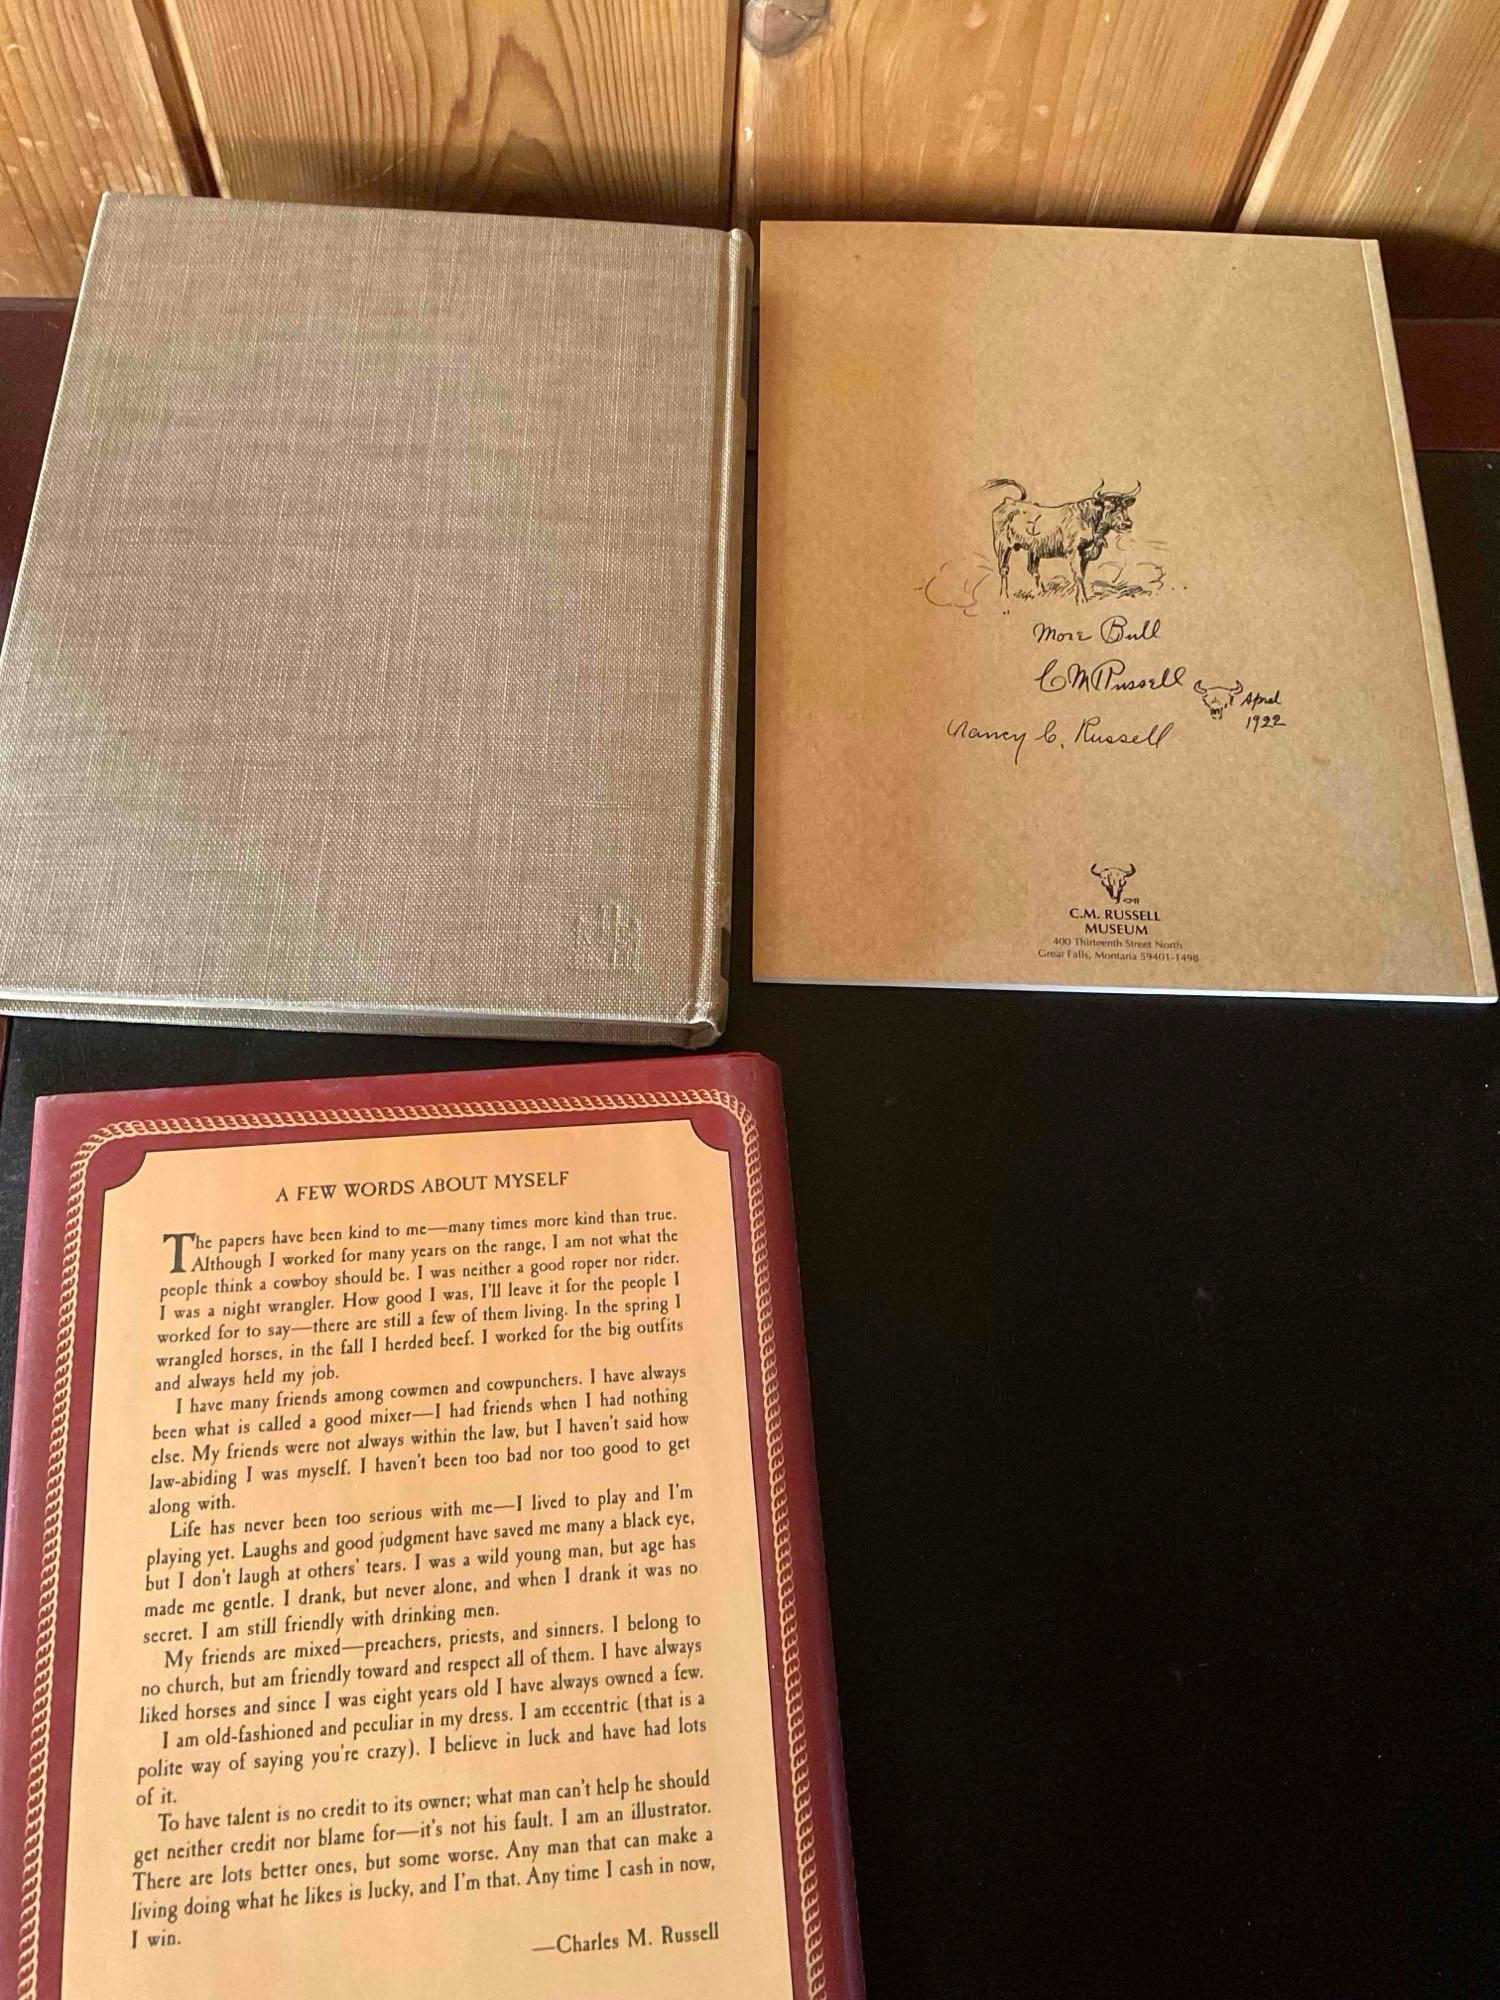 More Bull
CM Russell
April
1922
Nancy C. Russell
C.M. RUSSELL
MUSEUM
400 Thirteenth Street North
Great Falls, Montana 59401-1498
A FEW WORDS ABOUT MYSELF
The papers have been kind to me—many times more kind than true.
Although I worked for many years on the range, I am not what the
people think a cowboy should be. I was neither a good roper nor rider.
I was a night wrangler. How good I was, I'll leave it for the people I
worked for to say—there are still a few of them living. In the spring I
wrangled horses, in the fall I herded beef. I worked for the big outfits
and always held my job.
I have many friends among cowmen and cowpunchers. I have always
been what is called a good mixer—I had friends when I had nothing
else. My friends were not always within the law, but I haven't said how
law-abiding I was myself. I haven't been too bad nor too good to get
along with.
Life has never been too serious with me—I lived to play and I'm
playing yet. Laughs and good judgment have saved me many a black eye,
but I don't laugh at others' tears. I was a wild young man, but age has
made me gentle. I drank, but never alone, and when I drank it was no
secret. I am still friendly with drinking men.
My friends are mixed—preachers, priests, and sinners. I belong to
no church, but am friendly toward and respect all of them. I have always
liked horses and since I was eight years old I have always owned a few.
I am old-fashioned and peculiar in my dress. I am eccentric (that is a
polite way of saying you're crazy). I believe in luck and have had lots
of it.
To have talent is no credit to its owner; what man can't help he should
get neither credit nor blame for—it's not his fault. I am an illustrator.
There are lots better ones, but some worse. Any man that can make a
living doing what he likes is lucky, and I'm that. Any time I cash in now,
I win.
—Charles M. Russell